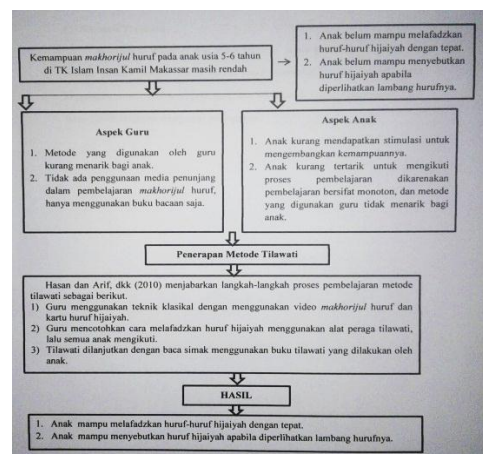 Kemampuan makhorijul huruf pada anak usia 5-6 tahun
di TK Islam Insan Kamil Makassar masih rendah
1. Anak belum mampu melafadzkan
huruf-huruf hijaiyah dengan tepat.
2. Anak belum mampu menyebutkan
huruf hijaiyah apabila
diperlihatkan lambang hurufnya.
Aspek Guru
1. Metode yang digunakan oleh guru
kurang menarik bagi anak.
2. Tidak ada penggunaan media penunjang
dalam pembelajaran makhorijul huruf,
hanya menggunakan buku bacaan saja.
Aspek Anak
1. Anak kurang mendapatkan stimulasi untuk
mengembangkan kemampuannya.
2. Anak kurang tertarik untuk mengikuti
proses pembelajaran dikarenakan
pembelajaran bersifat monoton, dan metode
yang digunakan guru tidak menarik bagi
anak.
Penerapan Metode Tilawati
Hasan dan Arif, dkk (2010) menjabarkan langkah-langkah proses pembelajaran metode
tilawati sebagai berikut.
1) Guru menggunakan teknik klasikal dengan menggunakan video makhorijul huruf dan
kartu huruf hijaiyah.
2) Guru mencotohkan cara melafadzkan huruf hijaiyah menggunakan alat peraga tilawati,
lalu semua anak mengikuti.
3) Tilawati dilanjutkan dengan baca simak menggunakan buku tilawati yang dilakukan oleh
anak.
HASIL
1. Anak mampu melafadzkan huruf-huruf hijaiyah dengan tepat.
2. Anak mampu menyebutkan huruf hijaiyah apabila diperlihatkan lambang hurufnya.